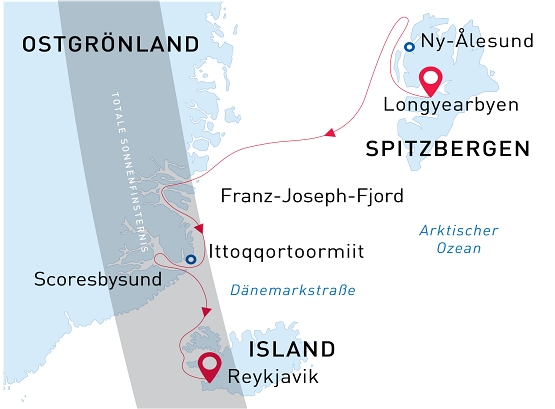 OSTGRÖNLAND
Ny-Ålesund
Longyearbyen
SPITZBERGEN
TOTALE SONNENFINSTERNIS
Franz-Joseph-Fjord
Arktischer
Ozean
Ittoqqortoormiit
Scoresbysund
Dänemarkstraße
ISLAND
Reykjavik